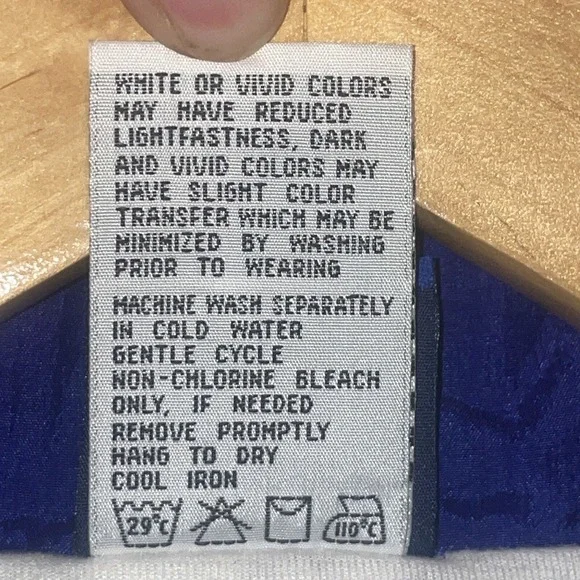 WHITE OR VIVID COLORS
MAY HAVE REDUCED
LIGHTFASTNESS, DARK
AND VIVID COLORS MAY
HAVE SLIGHT COLOR
TRANSFER WHICH MAY BE
MINIMIZED BY WASHING
PRIOR TO WEARING
MACHINE WASH SEPARATELY
IN COLD WATER
GENTLE CYCLE
NON-CHLORINE BLEACH
ONLY, IF NEEDED
REMOVE PROMPTLY
HANG TO DRY
COOL IRON
29°C 110°C